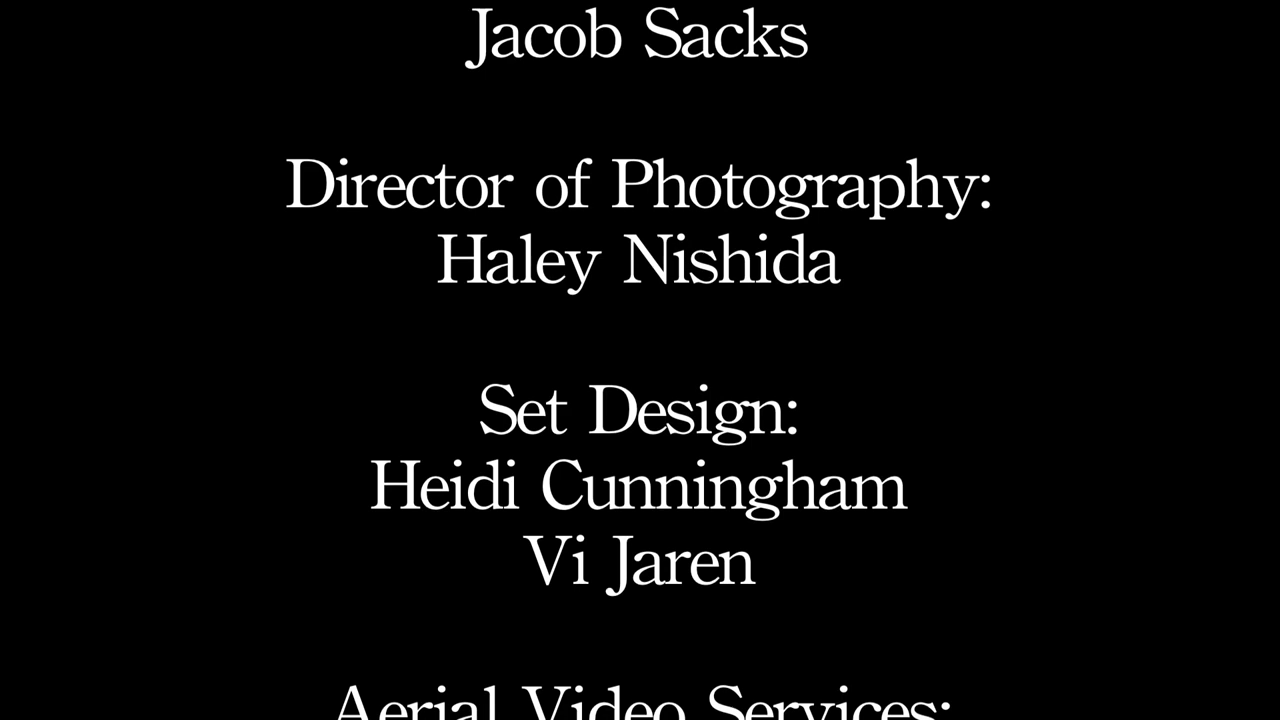 Jacob Sacks
Director of Photography:
Haley Nishida
Set Design:
Heidi Cunningham
Vi Jaren
Aerial Video Services: